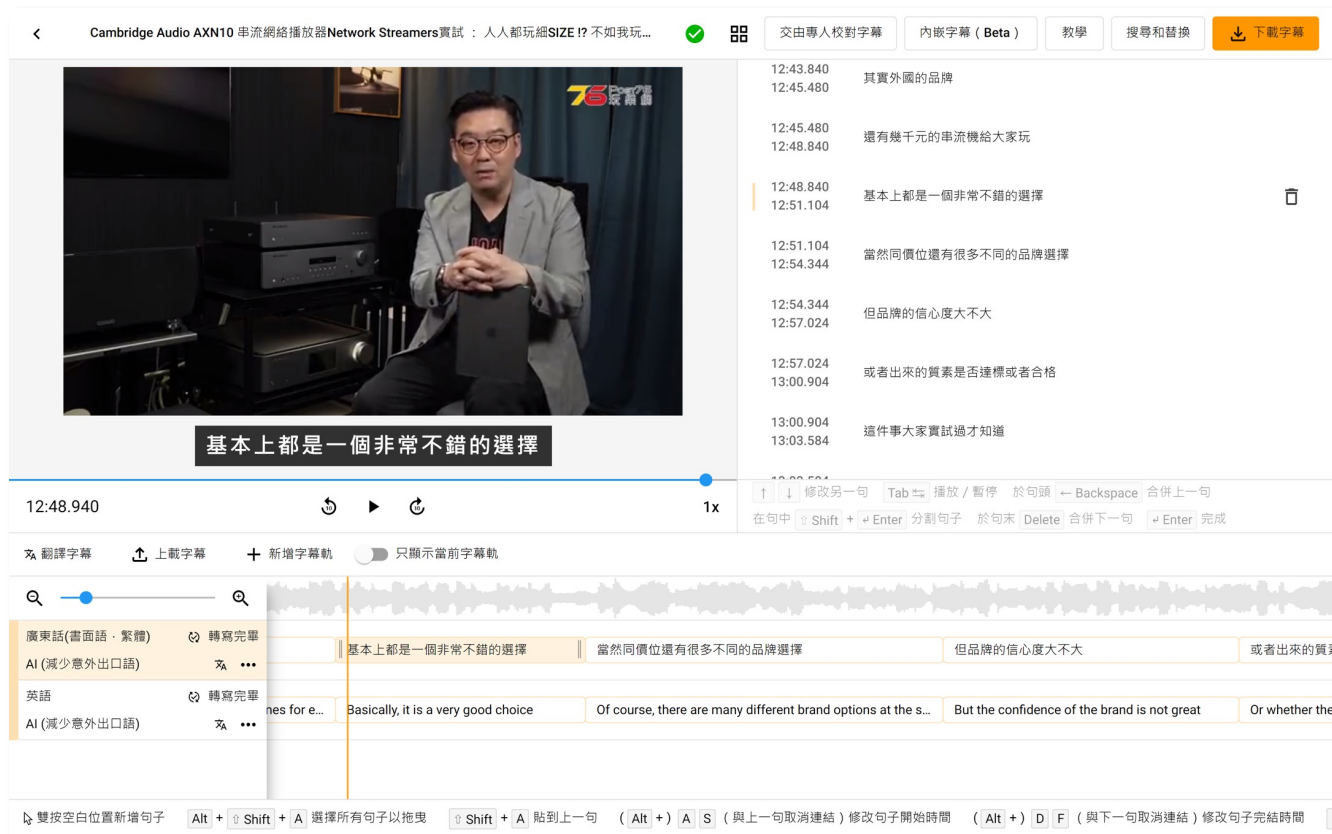 Cambridge Audio AXN10 串流網絡播放器Network Streamers實試 ： 人人都玩細SIZE !? 不如我玩...
交由專人校對字幕
內嵌字幕 ( Beta )
教學
搜尋和替換
下載字幕
76 Post76
玩樂網
基本上都是一個非常不錯的選擇
12:48.940
10
10
1x
12:43.840
12:45.480
其實外國的品牌
12:45.480
12:48.840
還有幾千元的串流機給大家玩
12:48.840
12:51.104
基本上都是一個非常不錯的選擇
12:51.104
12:54.344
當然同價位還有很多不同的品牌選擇
12:54.344
12:57.024
但品牌的信心度大不大
12:57.024
13:00.904
或者出來的質素是否達標或者合格
13:00.904
13:03.584
這件事大家實試過才知道
↑ ↓ 修改另一句 Tab 播放 / 暫停 於句頭 ← Backspace 合併上一句
在句中 ⇧ Shift + ↵ Enter 分割句子 於句末 Delete 合併下一句 ↵ Enter 完成
翻譯字幕
上載字幕
新增字幕軌
只顯示當前字幕軌
廣東話(書面語 · 繁體) 轉寫完畢
AI (減少意外出口語)
基本上都是一個非常不錯的選擇
當然同價位還有很多不同的品牌選擇
但品牌的信心度大不大
或者出來的質
英語 轉寫完畢
AI (減少意外出口語)
nes for e...
Basically, it is a very good choice
Of course, there are many different brand options at the s...
But the confidence of the brand is not great
Or whether the
雙按空白位置新增句子 Alt + ⇧ Shift + A 選擇所有句子以拖曳 ⇧ Shift + A 貼到上一句 ( Alt + ) A S ( 與上一句取消連結 ) 修改句子開始時間 ( Alt + ) D F ( 與下一句取消連結 ) 修改句子完結時間